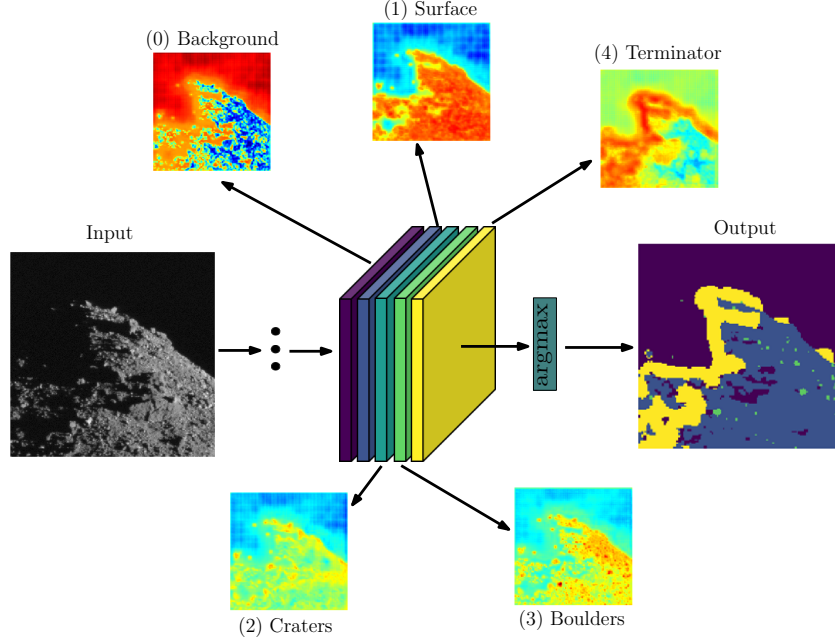 (1) Surface
(0) Background
(4) Terminator
Input
Output
argmax
(2) Craters
(3) Boulders